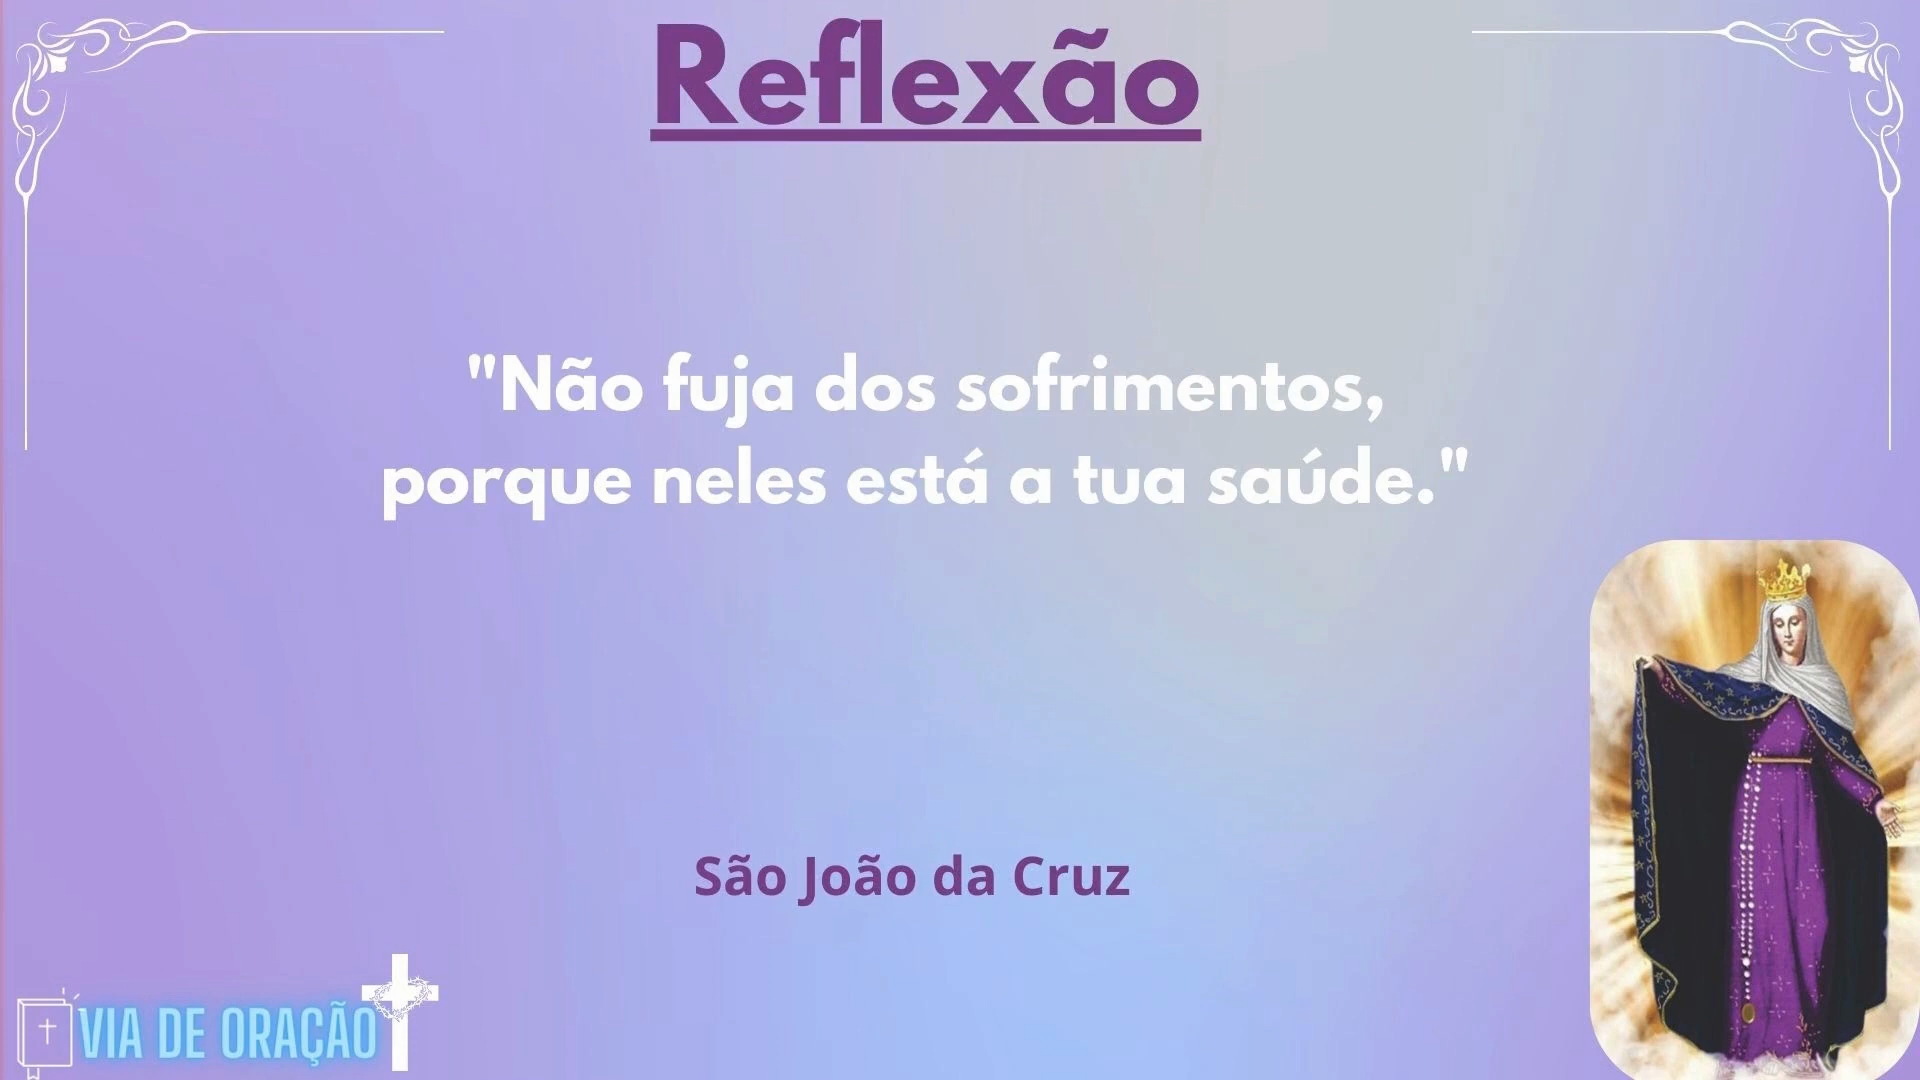 Reflexão
"Não fuja dos sofrimentos,
porque neles está a tua saúde."
São João da Cruz
VIA DE ORAÇÃO